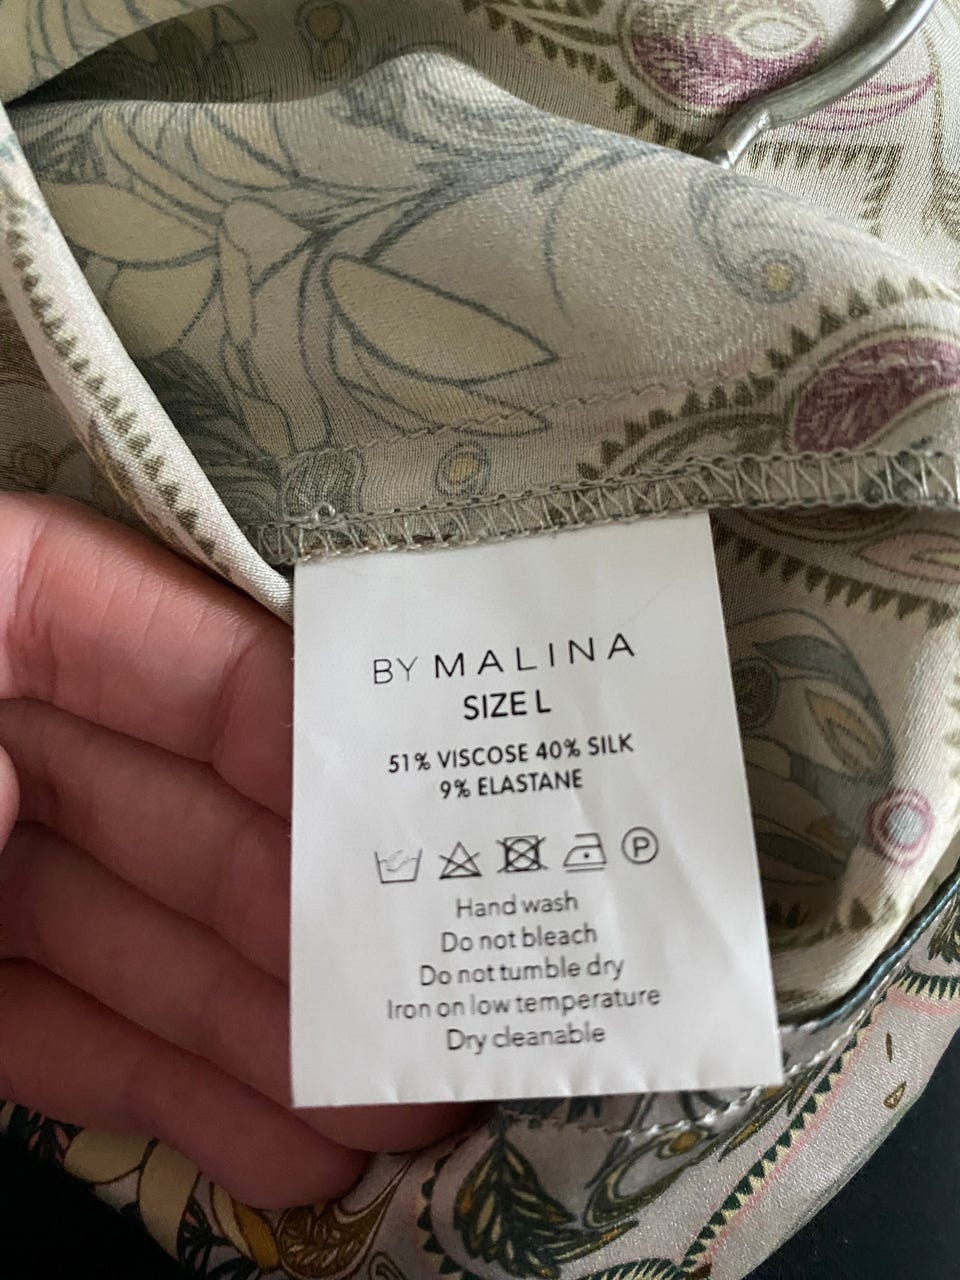 BY MALINA
SIZE L
51% VISCOSE 40% SILK
9% ELASTANE
P
Hand wash
Do not bleach
Do not tumble dry
Iron on low temperature
Dry cleanable